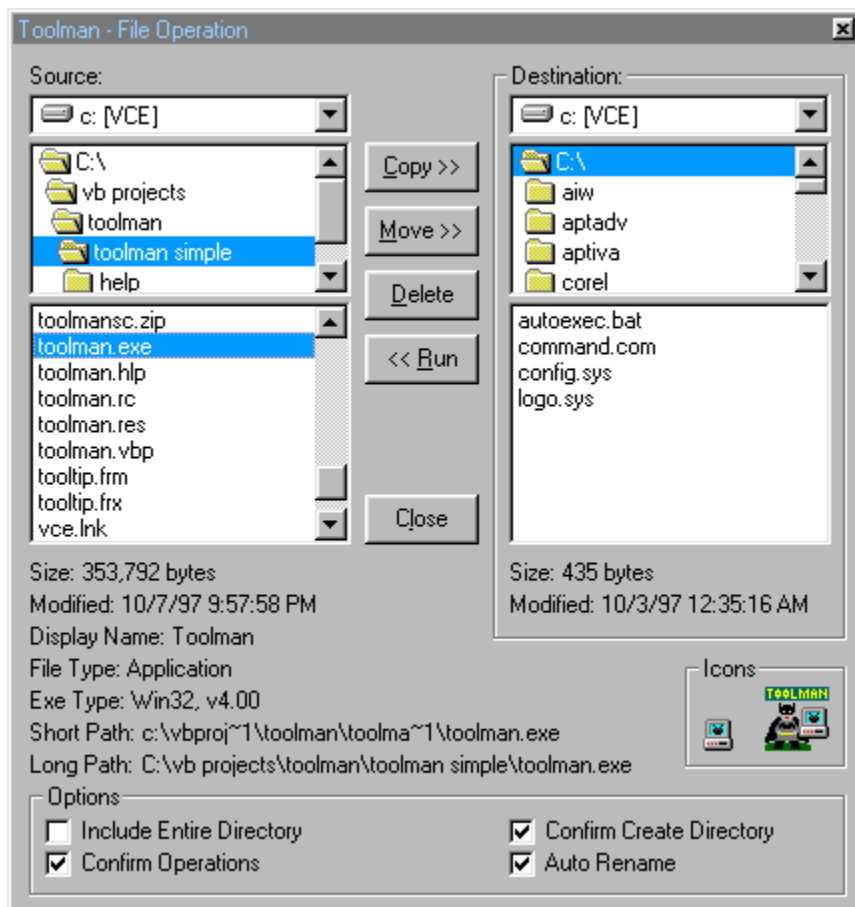 Toolman - File Operation
Source:
c: [VCE]
C:\
vb projects
toolman
toolman simple
help
toolmansc.zip
toolman.exe
toolman.hlp
toolman.rc
toolman.res
toolman.vbp
tooltip.frm
tooltip.frx
vce.lnk
Copy >>
Move >>
Delete
<< Run
Close
Destination:
c: [VCE]
C:\
aiw
aptadv
aptiva
corel
autoexec.bat
command.com
config.sys
logo.sys
Size: 435 bytes
Modified: 10/3/97 12:35:16 AM
Size: 353,792 bytes
Modified: 10/7/97 9:57:58 PM
Display Name: Toolman
File Type: Application
Exe Type: Win32, v4.00
Short Path: c:\vbproj~1\toolman\toolma~1\toolman.exe
Long Path: C:\vb projects\toolman\toolman simple\toolman.exe
Icons
TOOLMAN
Options
Include Entire Directory
Confirm Operations
Confirm Create Directory
Auto Rename